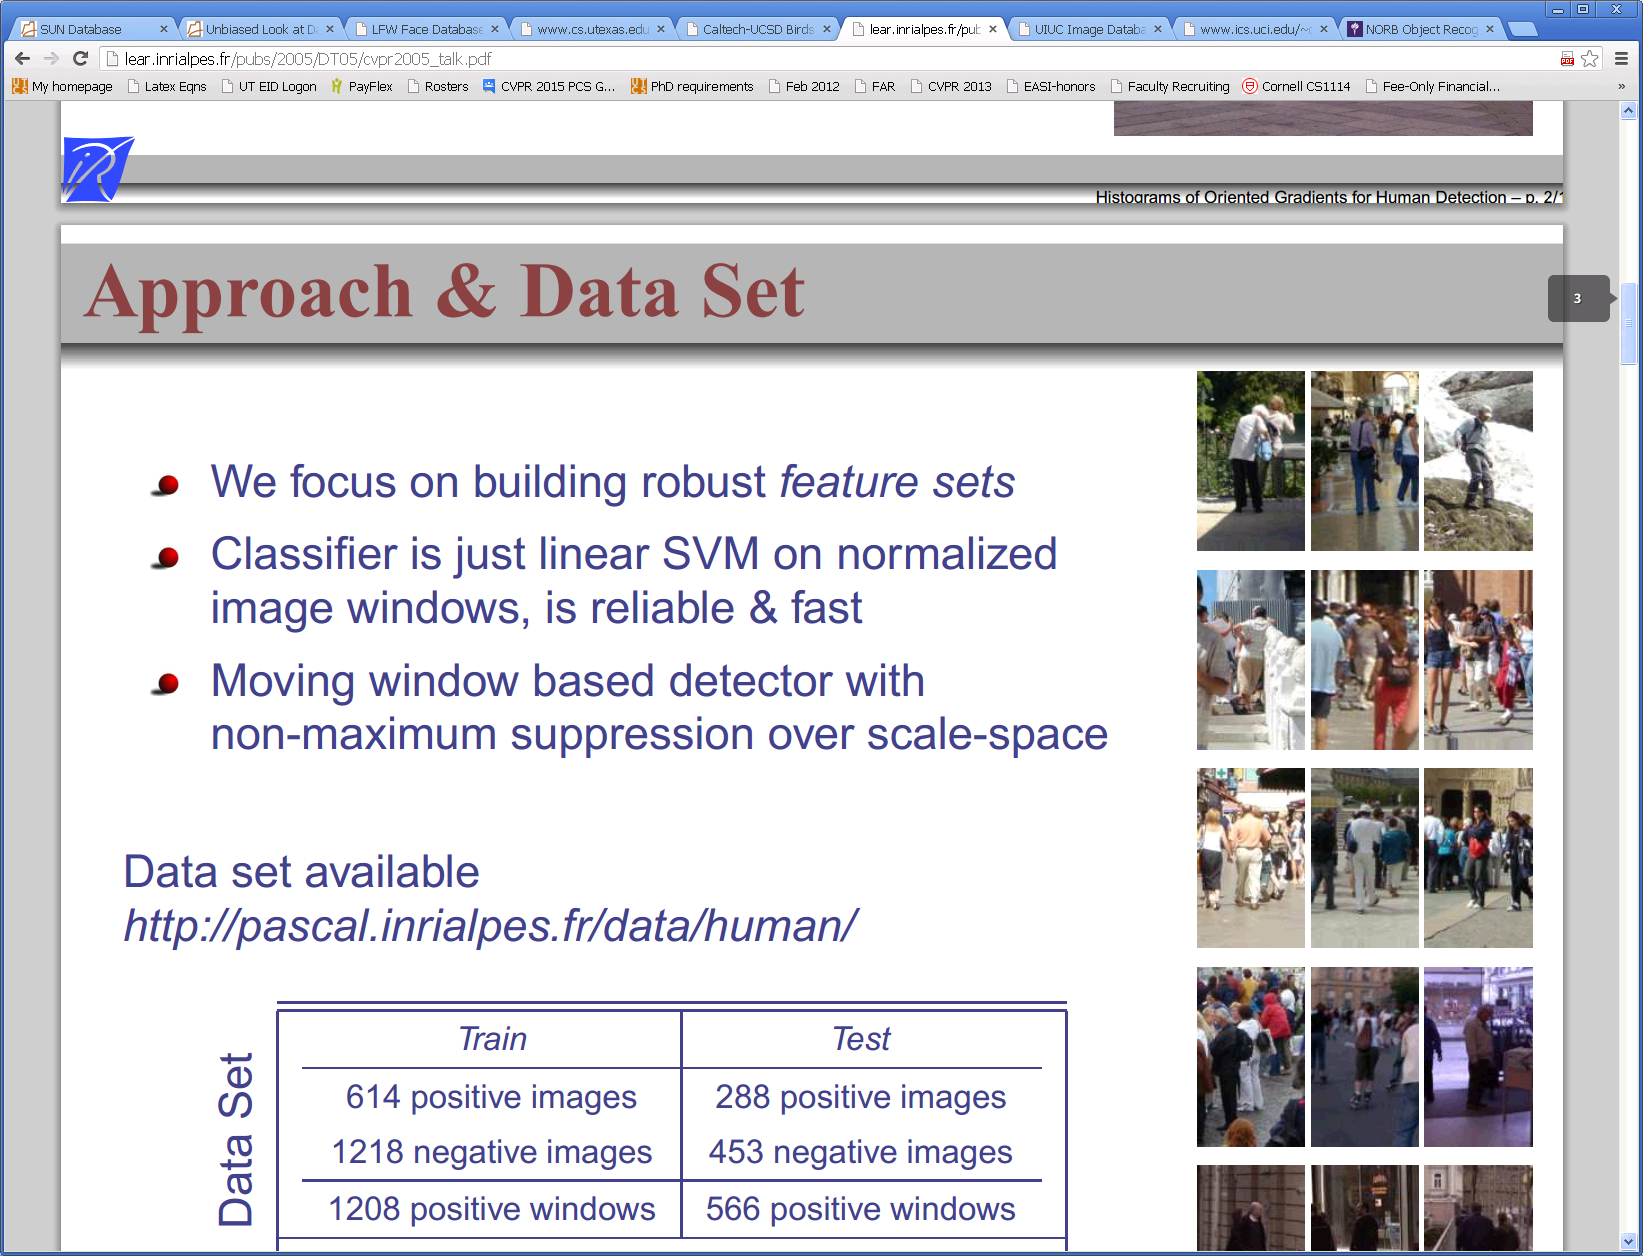 SUN Database
Unbiased Look at D
LFW Face Database
www.cs.utexas.edu
Caltech-UCSD Birds
lear.inrialpes.fr/pub
UIUC Image Databa
www.ics.uci.edu/~
NORB Object Recog
lear.inrialpes.fr/pubs/2005/DT05/cvpr2005_talk.pdf
My homepage
Latex Eqns
UT EID Logon
PayFlex
Rosters
CVPR 2015 PCS G...
PhD requirements
Feb 2012
FAR
CVPR 2013
EASI-honors
Faculty Recruiting
Cornell CS1114
Fee-Only Financial...
»
Histograms of Oriented Gradients for Human Detection – p. 2/1
Approach & Data Set
3
We focus on building robust feature sets
Classifier is just linear SVM on normalized
image windows, is reliable & fast
Moving window based detector with
non-maximum suppression over scale-space
Data set available
http://pascal.inrialpes.fr/data/human/
Data Set
Train Test
614 positive images 288 positive images
1218 negative images 453 negative images
1208 positive windows 566 positive windows